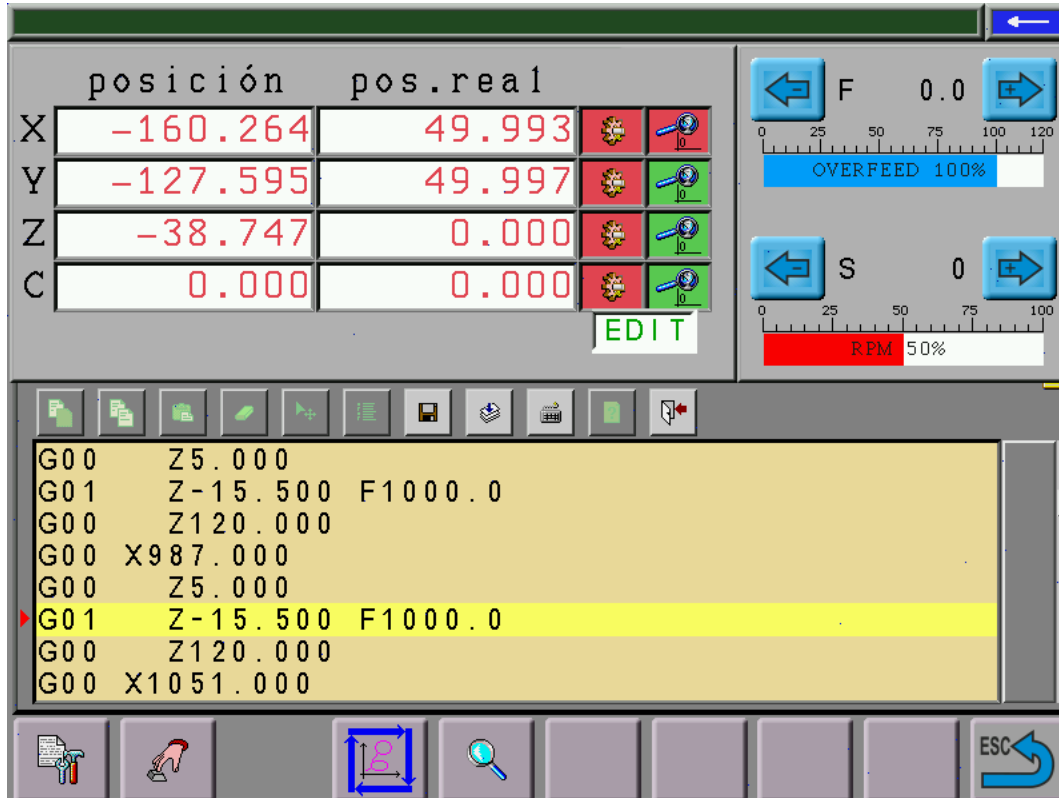 posición pos.real
X -160.264 49.993
Y -127.595 49.997
Z -38.747 0.000
C 0.000 0.000
EDIT
F 0.0
0 25 50 75 100 120
OVERFEED 100%
S 0
0 25 50 75 100
RPM 50%
G00 Z5.000
G01 Z-15.500 F1000.0
G00 Z120.000
G00 X987.000
G00 Z5.000
G01 Z-15.500 F1000.0
G00 Z120.000
G00 X1051.000
ESC